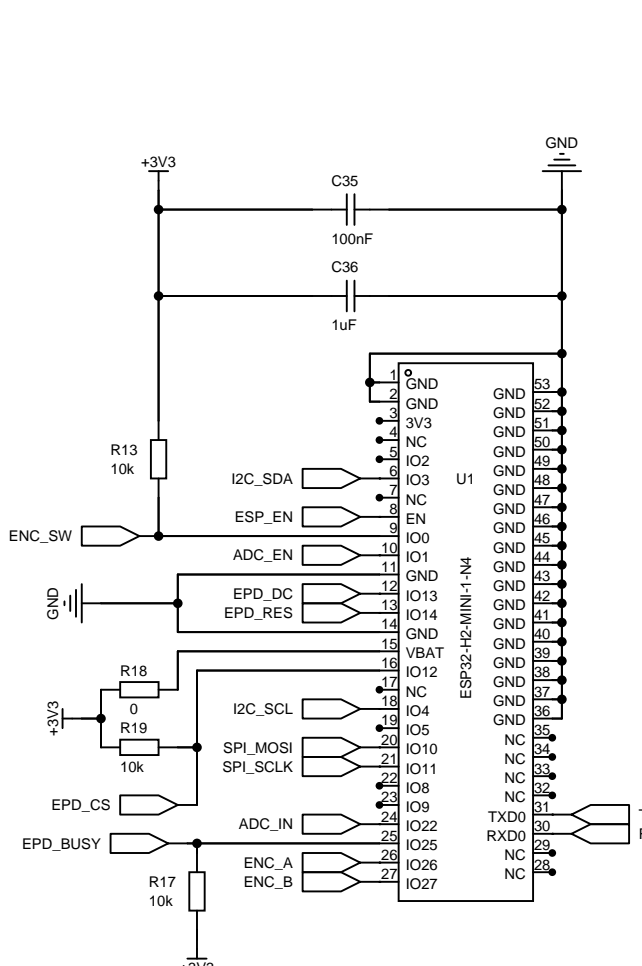 GND
+3V3
C35
100nF
C36
1uF
R13
10k
ENC_SW
I2C_SDA
ESP_EN
ADC_EN
GND
EPD_DC
EPD_RES
R18
0
+3V3
R19
10k
I2C_SCL
SPI_MOSI
SPI_SCLK
EPD_CS
ADC_IN
EPD_BUSY
ENC_A
ENC_B
R17
10k
+3V3
U1
ESP32-H2-MINI-1-N4
1 GND
2 GND
3 3V3
4 NC
5 IO2
6 IO3
7 NC
8 EN
9 IO0
10 IO1
11 GND
12 IO13
13 IO14
14 GND
15 VBAT
16 IO12
17 NC
18 IO4
19 IO5
20 IO10
21 IO11
22 IO8
23 IO9
24 IO22
25 IO25
26 IO26
27 IO27
GND 53
GND 52
GND 51
GND 50
GND 49
GND 48
GND 47
GND 46
GND 45
GND 44
GND 43
GND 42
GND 41
GND 40
GND 39
GND 38
GND 37
GND 36
NC 35
NC 34
NC 33
NC 32
TXD0 31
RXD0 30
NC 29
NC 28